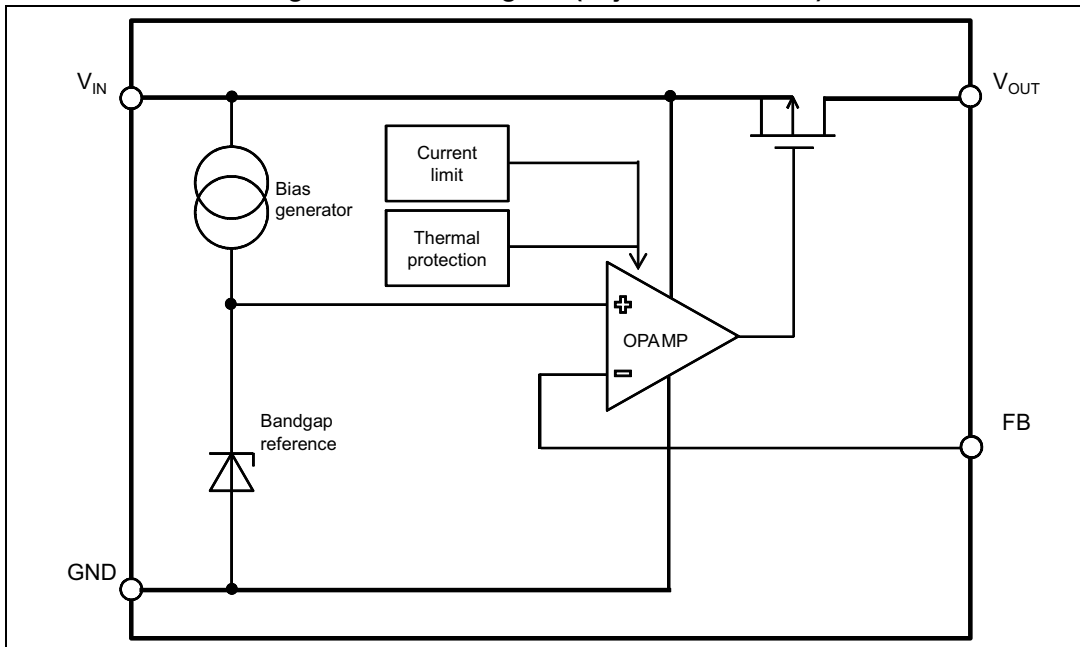 V_IN
V_OUT
Current
limit
Bias
generator
Thermal
protection
+
OPAMP
-
Bandgap
reference
FB
GND